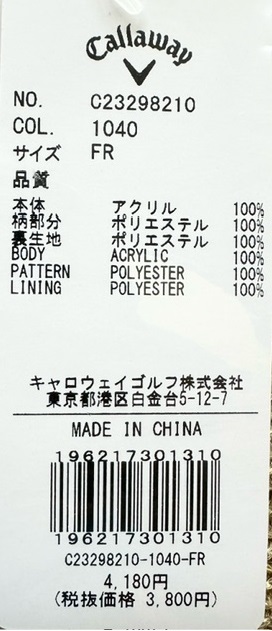 Callaway
NO. C23298210
COL. 1040
サイズ FR
品質
本体 アクリル 100%
柄部分 ポリエステル 100%
裏生地 ポリエステル 100%
BODY ACRYLIC 100%
PATTERN POLYESTER 100%
LINING POLYESTER 100%
キャロウェイゴルフ株式会社
東京都港区白金台5-12-7
MADE IN CHINA
196217301310
196217301310
C23298210-1040-FR
4,180円
(税抜価格 3,800円)